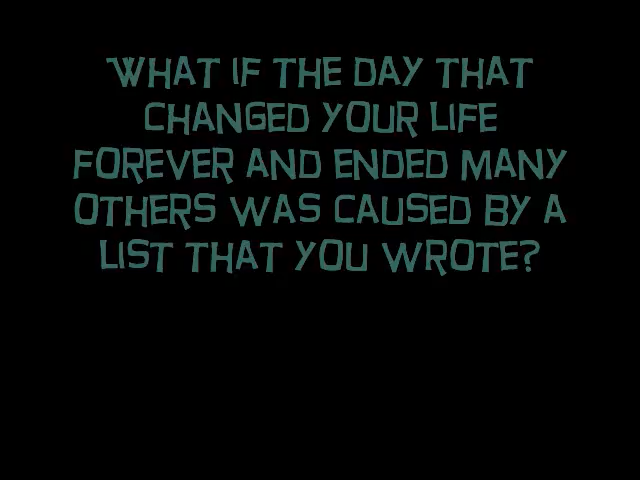 WHAT IF THE DAY THAT
CHANGED YOUR LIFE
FOREVER AND ENDED MANY
OTHERS WAS CAUSED BY A
LIST THAT YOU WROTE?